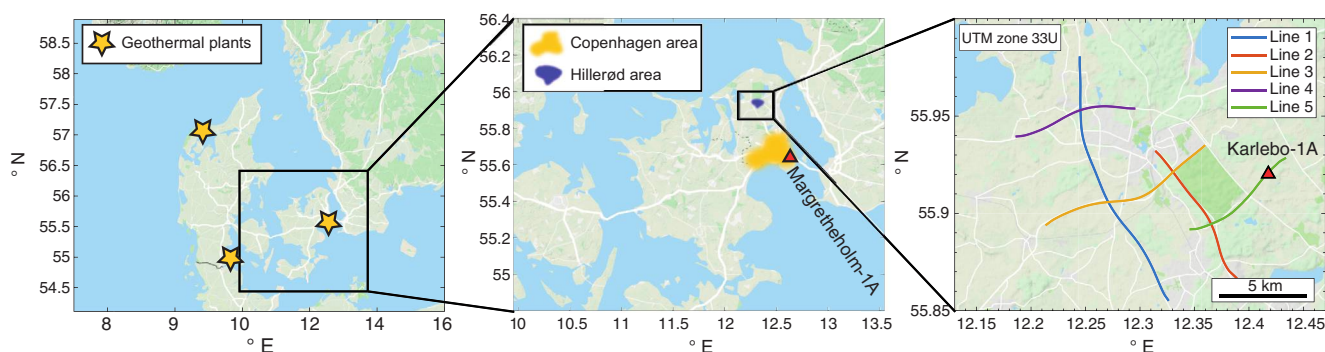 Geothermal plants
58.5
58
57.5
57
56.5
56
55.5
55
54.5
8
9
10
12
13
14
16
° N
° E
Copenhagen area
Hillerød area
Margretheholm-1A
56.4
56.2
56
55.8
55.6
55.4
55.2
55
10
10.5
11
11.5
12
12.5
13
13.5
° N
° E
UTM zone 33U
Line 1
Line 2
Line 3
Line 4
Line 5
Karlebo-1A
5 km
55.95
55.9
55.85
12.15
12.2
12.25
12.3
12.35
12.4
12.45
° N
° E